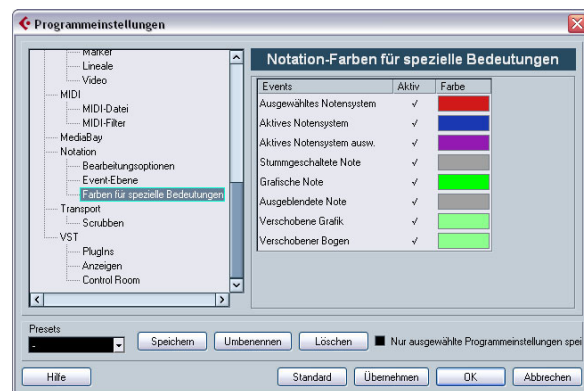 Programmeinstellungen
Marker
Lineale
Video
MIDI
MIDI-Datei
MIDI-Filter
MediaBay
Notation
Bearbeitungsoptionen
Event-Ebene
Farben für spezielle Bedeutungen
Transport
Scrubben
VST
PlugIns
Anzeigen
Control Room
Notation-Farben für spezielle Bedeutungen
Events Aktiv Farbe
Ausgewähltes Notensystem √
Aktives Notensystem √
Aktives Notensystem ausw. √
Stummgeschaltete Note √
Grafische Note √
Ausgeblendete Note √
Verschobene Grafik √
Verschobener Bogen √
Presets
-
Speichern Umbenennen Löschen Nur ausgewählte Programmeinstellungen spei
Hilfe Standard Übernehmen OK Abbrechen